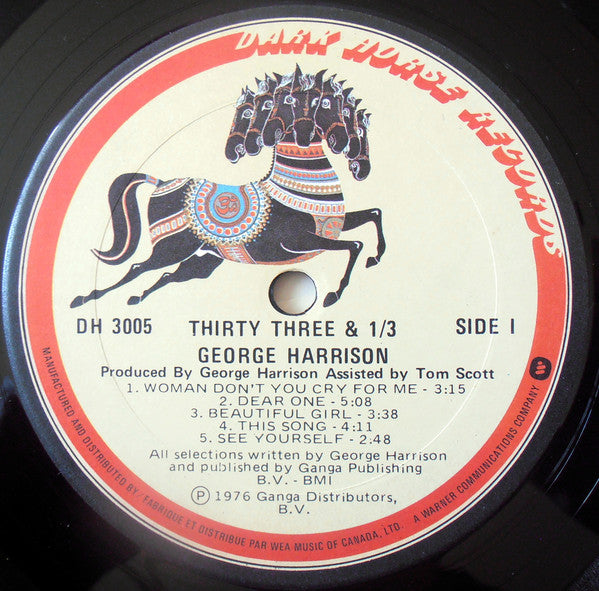 DARK HORSE RECORDS
DH 3005 THIRTY THREE & 1/3 SIDE I
GEORGE HARRISON
Produced By George Harrison Assisted by Tom Scott
1. WOMAN DON'T YOU CRY FOR ME - 3:15
2. DEAR ONE - 5:08
3. BEAUTIFUL GIRL - 3:38
4. THIS SONG - 4:11
5. SEE YOURSELF - 2:48
All selections written by George Harrison
and published by Ganga Publishing
B.V. - BMI
Ⓟ 1976 Ganga Distributors,
B.V.
MANUFACTURED AND DISTRIBUTED BY / FABRIQUÉ ET DISTRIBUÉ PAR WEA MUSIC OF CANADA, LTD. A WARNER COMMUNICATIONS COMPANY